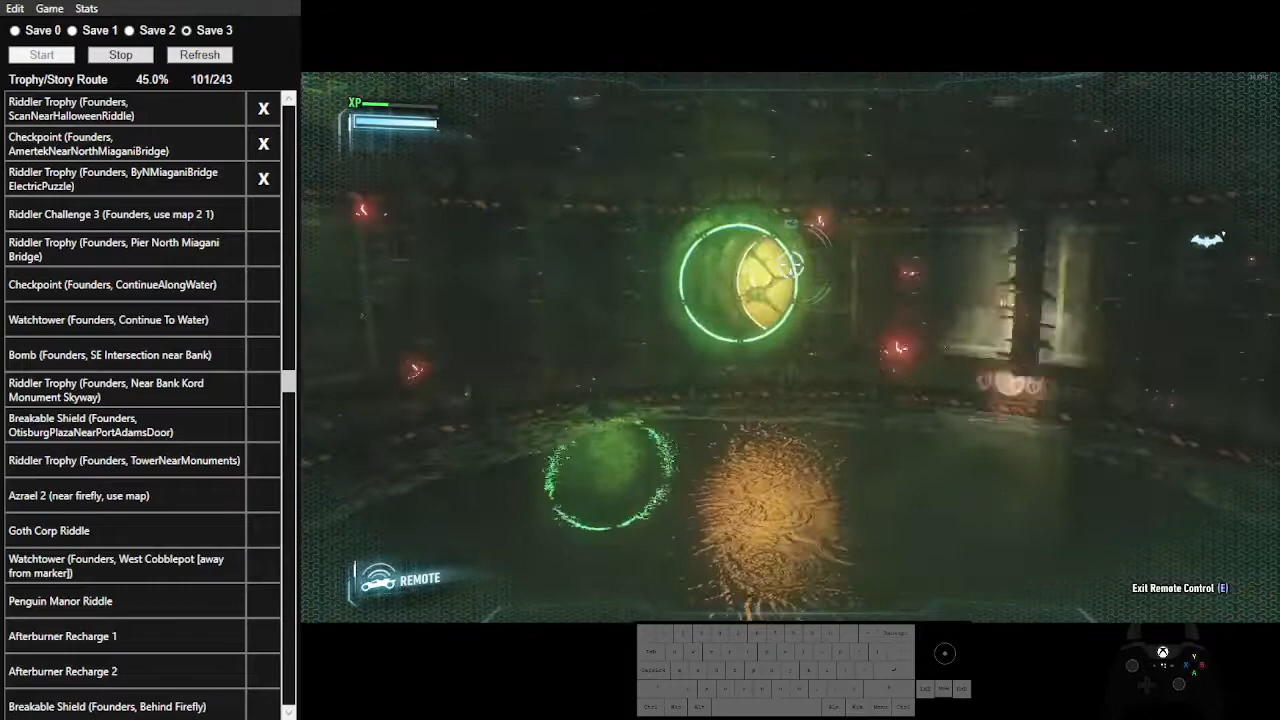 Edit Game Stats
Save 0 Save 1 Save 2 Save 3
Start Stop Refresh
Trophy/Story Route 45.0% 101/243
Riddler Trophy (Founders,
ScanNearHalloweenRiddle) X
Checkpoint (Founders,
AmertekNearNorthMiaganiBridge) X
Riddler Trophy (Founders, ByNMiaganiBridge
ElectricPuzzle) X
Riddler Challenge 3 (Founders, use map 2 1)
Riddler Trophy (Founders, Pier North Miagani
Bridge)
Checkpoint (Founders, ContinueAlongWater)
Watchtower (Founders, Continue To Water)
Bomb (Founders, SE Intersection near Bank)
Riddler Trophy (Founders, Near Bank Kord
Monument Skyway)
Breakable Shield (Founders,
OtisburgPlazaNearPortAdamsDoor)
Riddler Trophy (Founders, TowerNearMonuments)
Azrael 2 (near firefly, use map)
Goth Corp Riddle
Watchtower (Founders, West Cobblepot [away
from marker])
Penguin Manor Riddle
Afterburner Recharge 1
Afterburner Recharge 2
Breakable Shield (Founders, Behind Firefly)
XP
REMOTE
Exit Remote Control (E)
Y
X B
A